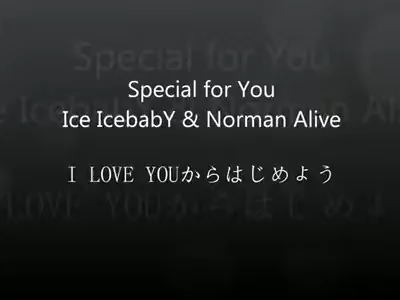 Special for You
Ice IcebabY & Norman Alive
I LOVE YOUからはじめよう